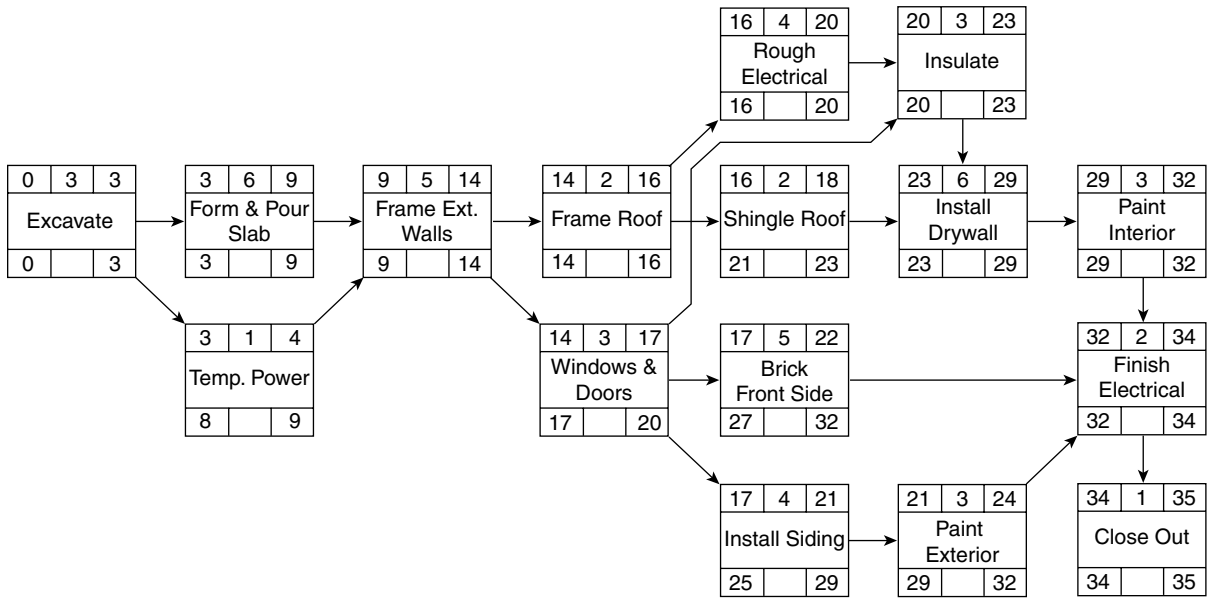 16 4 20
Rough
Electrical
16 20
20 3 23
Insulate
20 23
0 3 3
Excavate
0 3
3 6 9
Form & Pour
Slab
3 9
9 5 14
Frame Ext.
Walls
9 14
14 2 16
Frame Roof
14 16
16 2 18
Shingle Roof
21 23
23 6 29
Install
Drywall
23 29
29 3 32
Paint
Interior
29 32
3 1 4
Temp. Power
8 9
14 3 17
Windows &
Doors
17 20
17 5 22
Brick
Front Side
27 32
32 2 34
Finish
Electrical
32 34
17 4 21
Install Siding
25 29
21 3 24
Paint
Exterior
29 32
34 1 35
Close Out
34 35